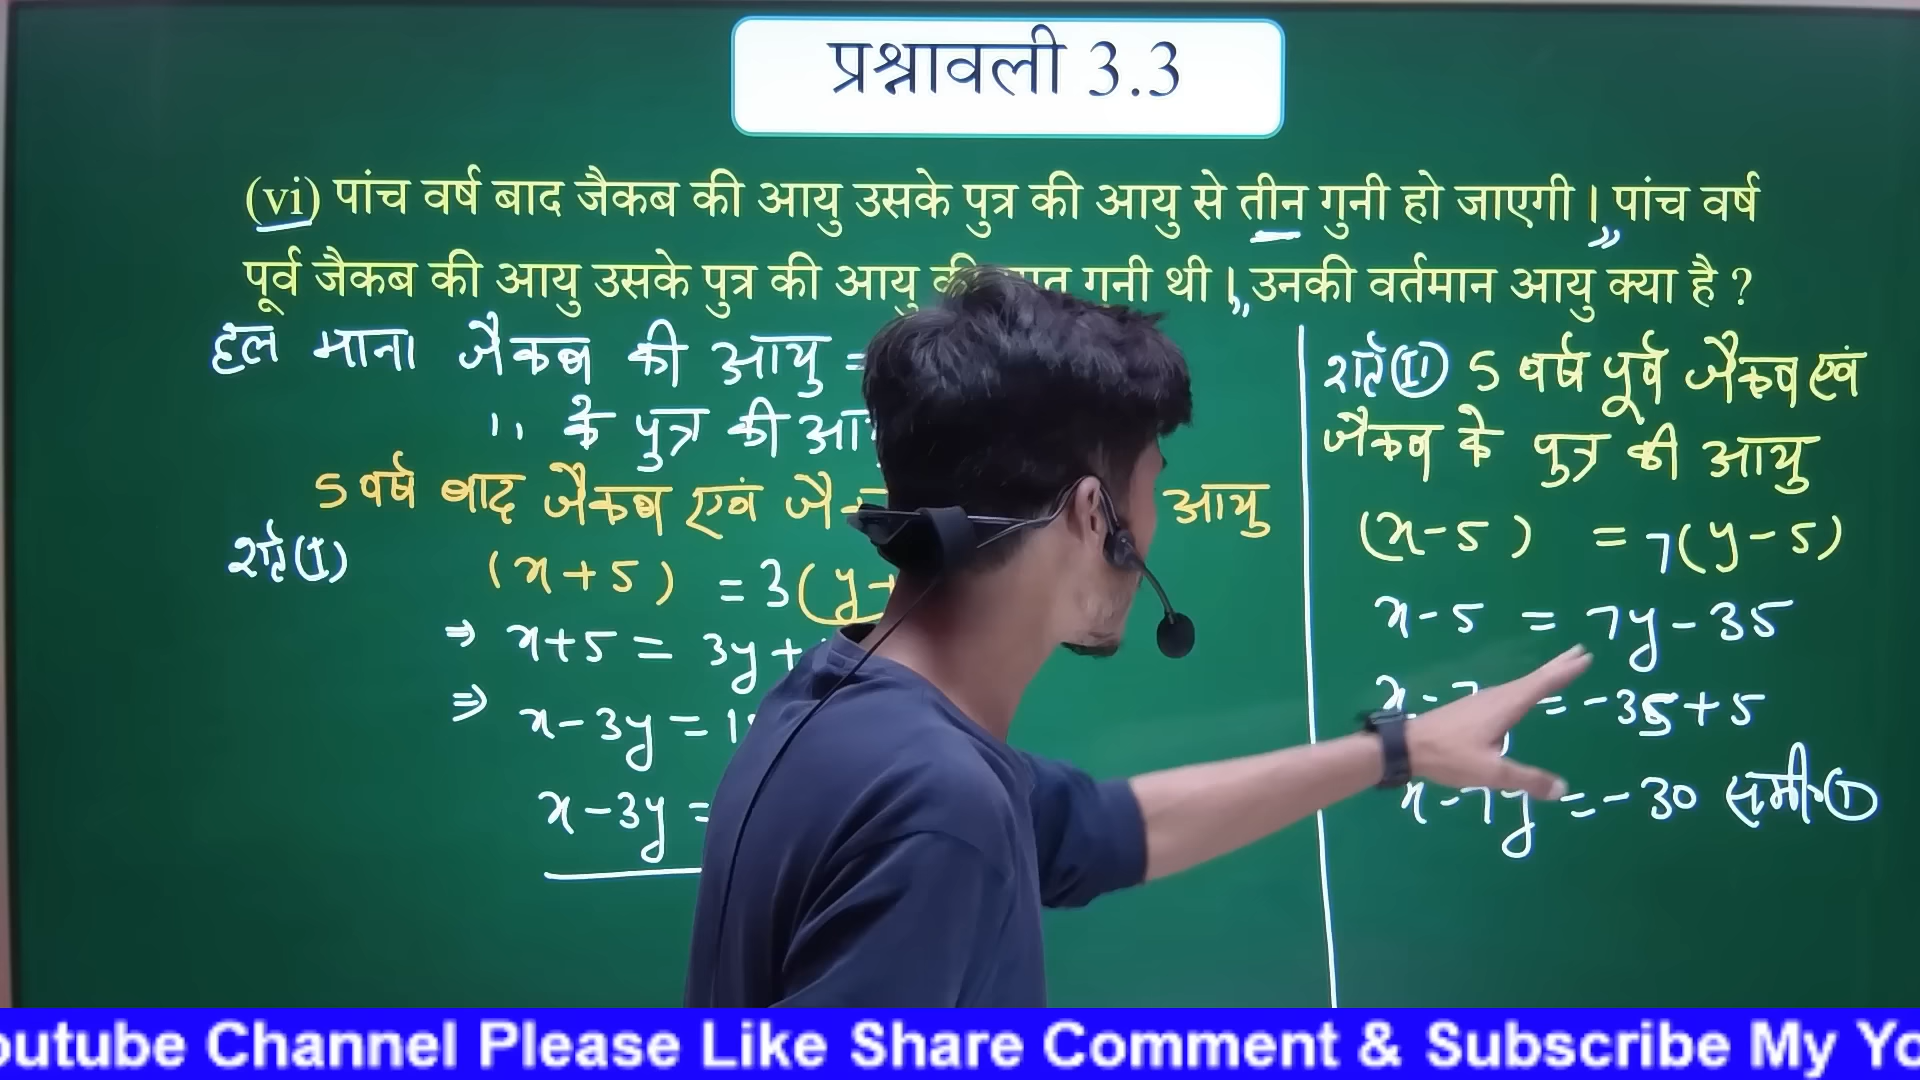 प्रश्नावली 3.3
(vi) पांच वर्ष बाद जैकब की आयु उसके पुत्र की आयु से तीन गुनी हो जाएगी । पांच वर्ष
पूर्व जैकब की आयु उसके पुत्र की आयु गुनी थी । उनकी वर्तमान आयु क्या है ?
हल माना जैकब की आयु =
" के पुत्र की
5 वर्ष बाद जैकब एवं आयु
शर्त (I) (x+5) = 3(y+
⇒ x+5 = 3y+
⇒ x-3y = 1
x-3y =
शर्त (II) 5 वर्ष पूर्व जैकब एवं
जैकब के पुत्र की आयु
(x-5) = 7(y-5)
x-5 = 7y-35
x-7 = -35+5
x-7y = -30 समी.
outube Channel Please Like Share Comment & Subscribe My Yo